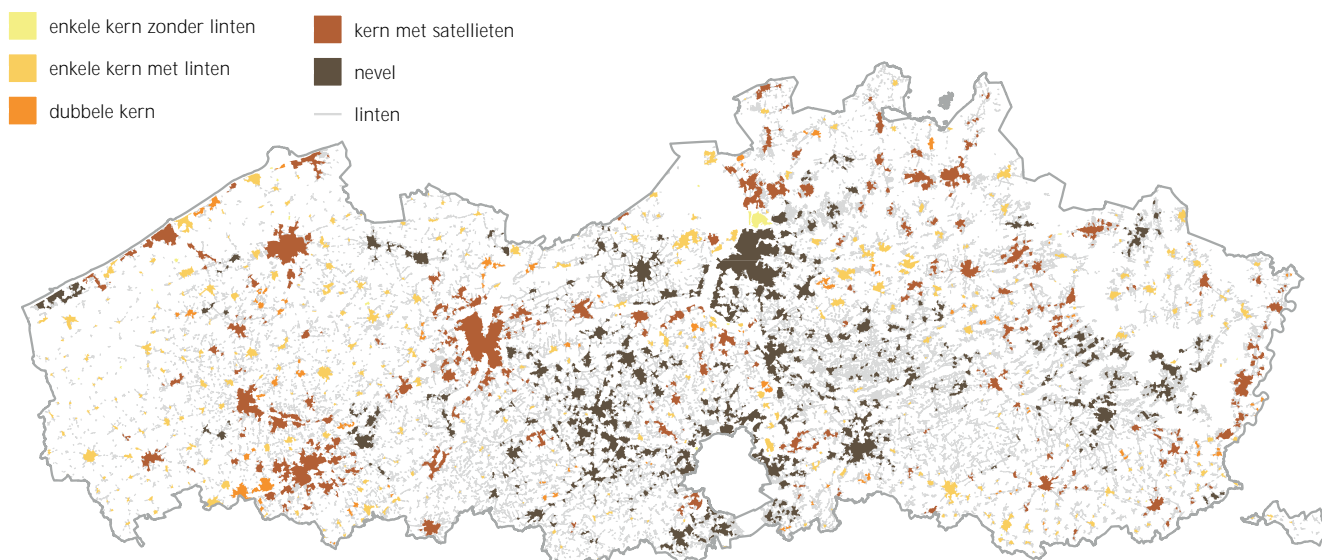 enkele kern zonder linten
enkele kern met linten
dubbele kern
kern met satellieten
nevel
linten